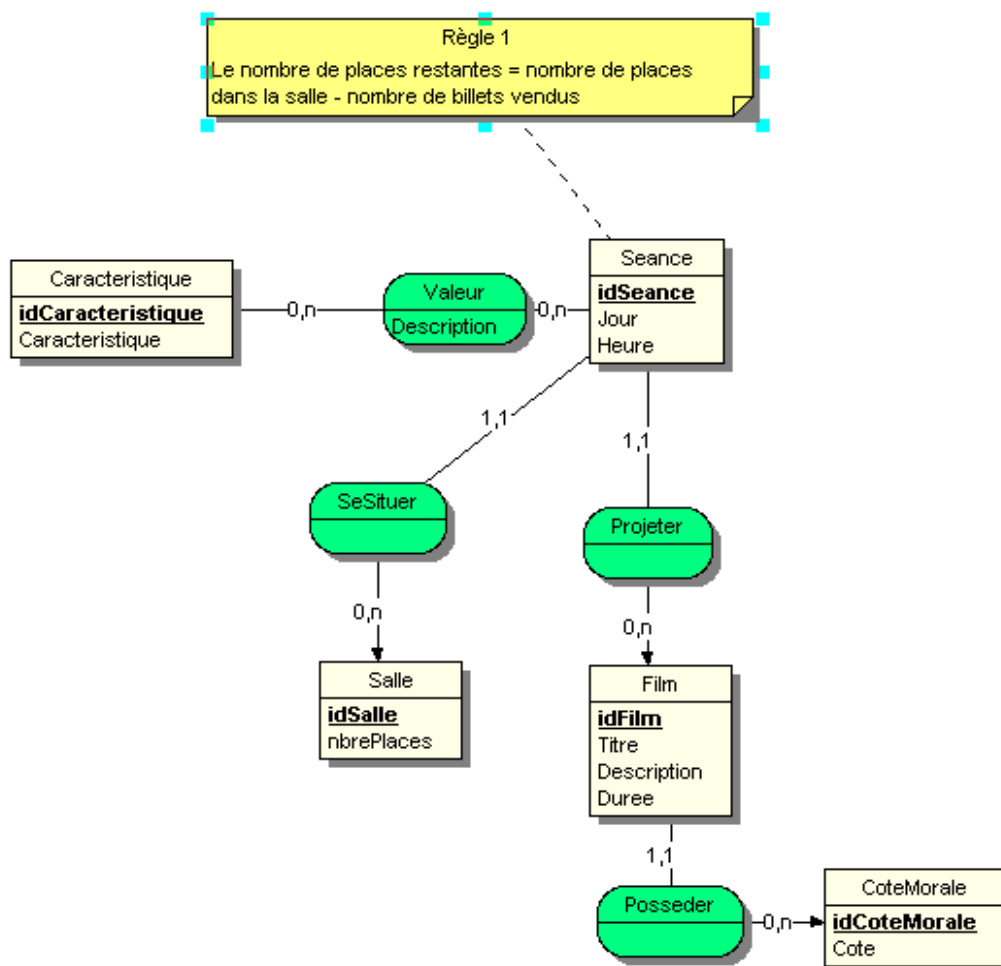 Règle 1
Le nombre de places restantes = nombre de places
dans la salle - nombre de billets vendus
Caracteristique
idCaracteristique
Caracteristique
0,n
Valeur
Description
0,n
Seance
idSeance
Jour
Heure
1,1
1,1
SeSituer
Projeter
0,n
0,n
Salle
idSalle
nbrePlaces
Film
idFilm
Titre
Description
Duree
1,1
Posseder
0,n
CoteMorale
idCoteMorale
Cote